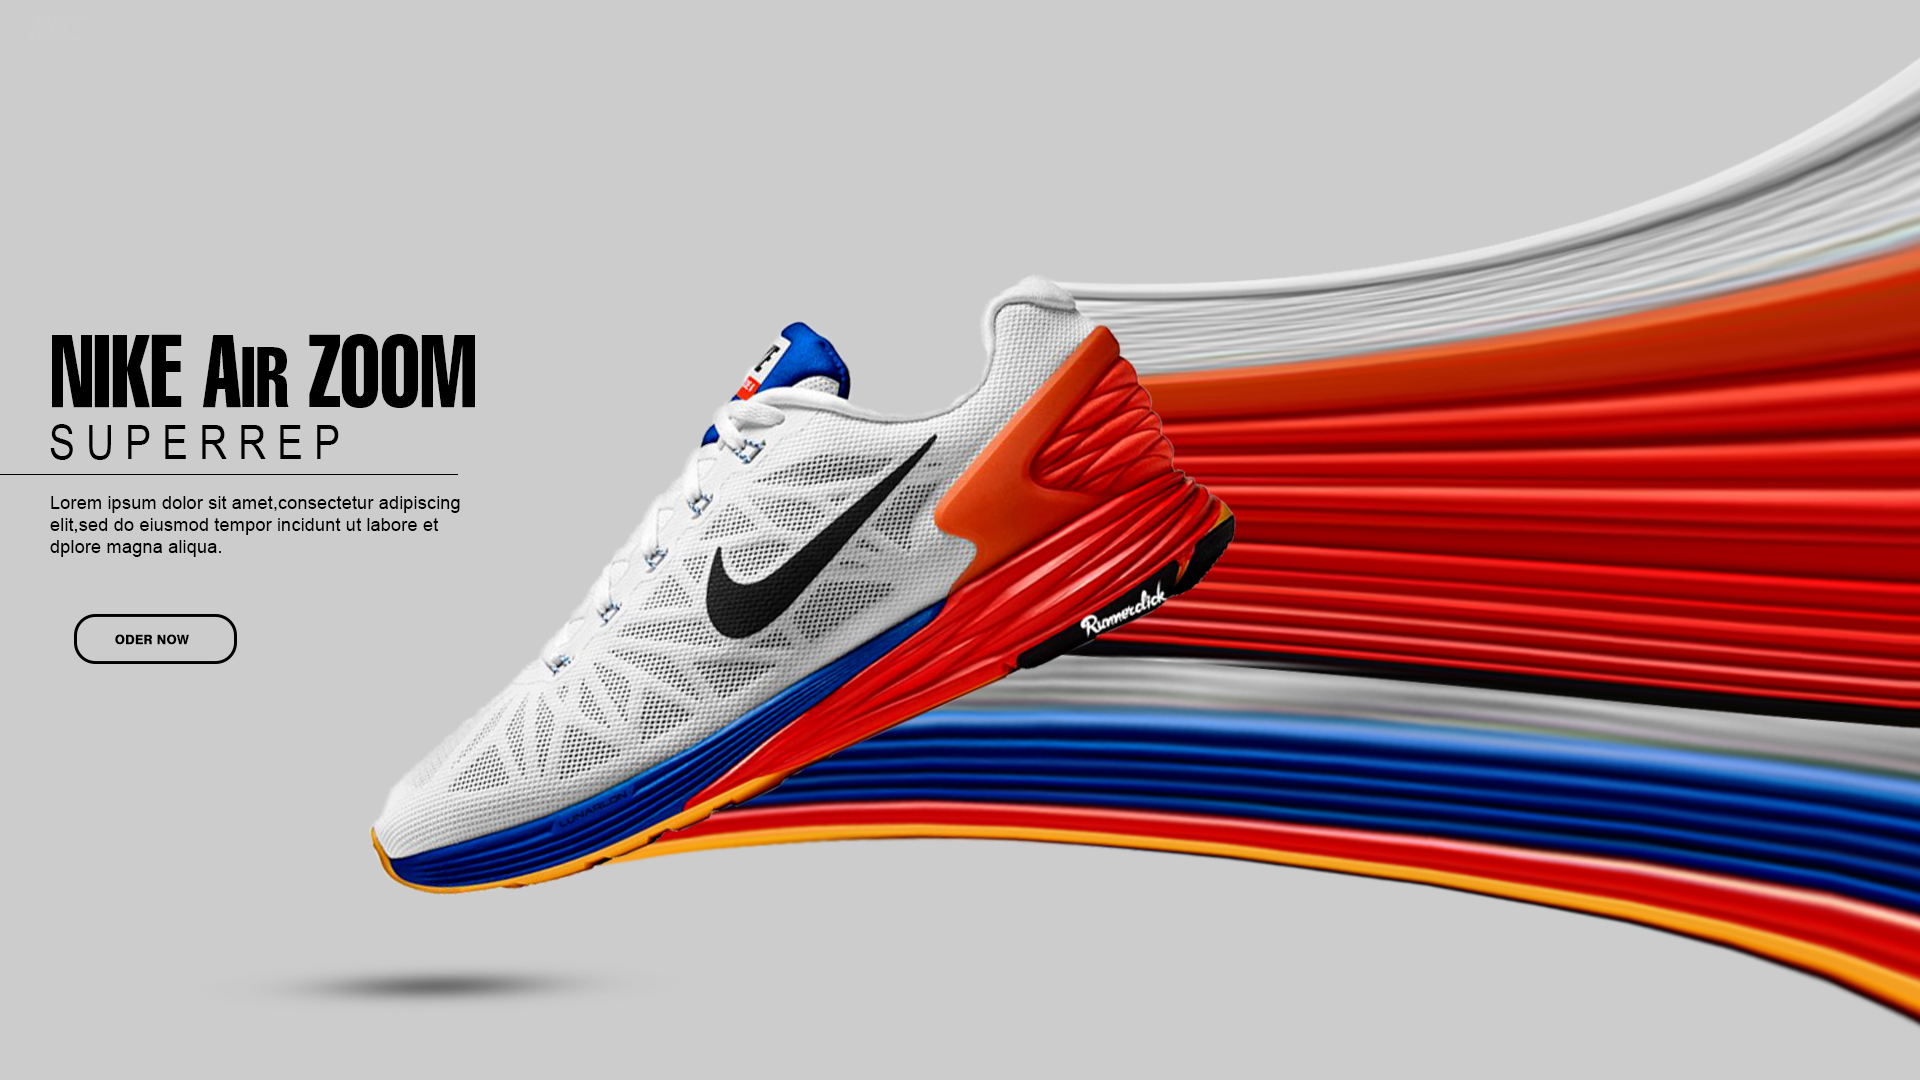 NIKE AIR ZOOM
SUPERREP
Lorem ipsum dolor sit amet,consectetur adipiscing
elit,sed do eiusmod tempor incidunt ut labore et
dplore magna aliqua.
ODER NOW
Runnerclick
LUNARLON